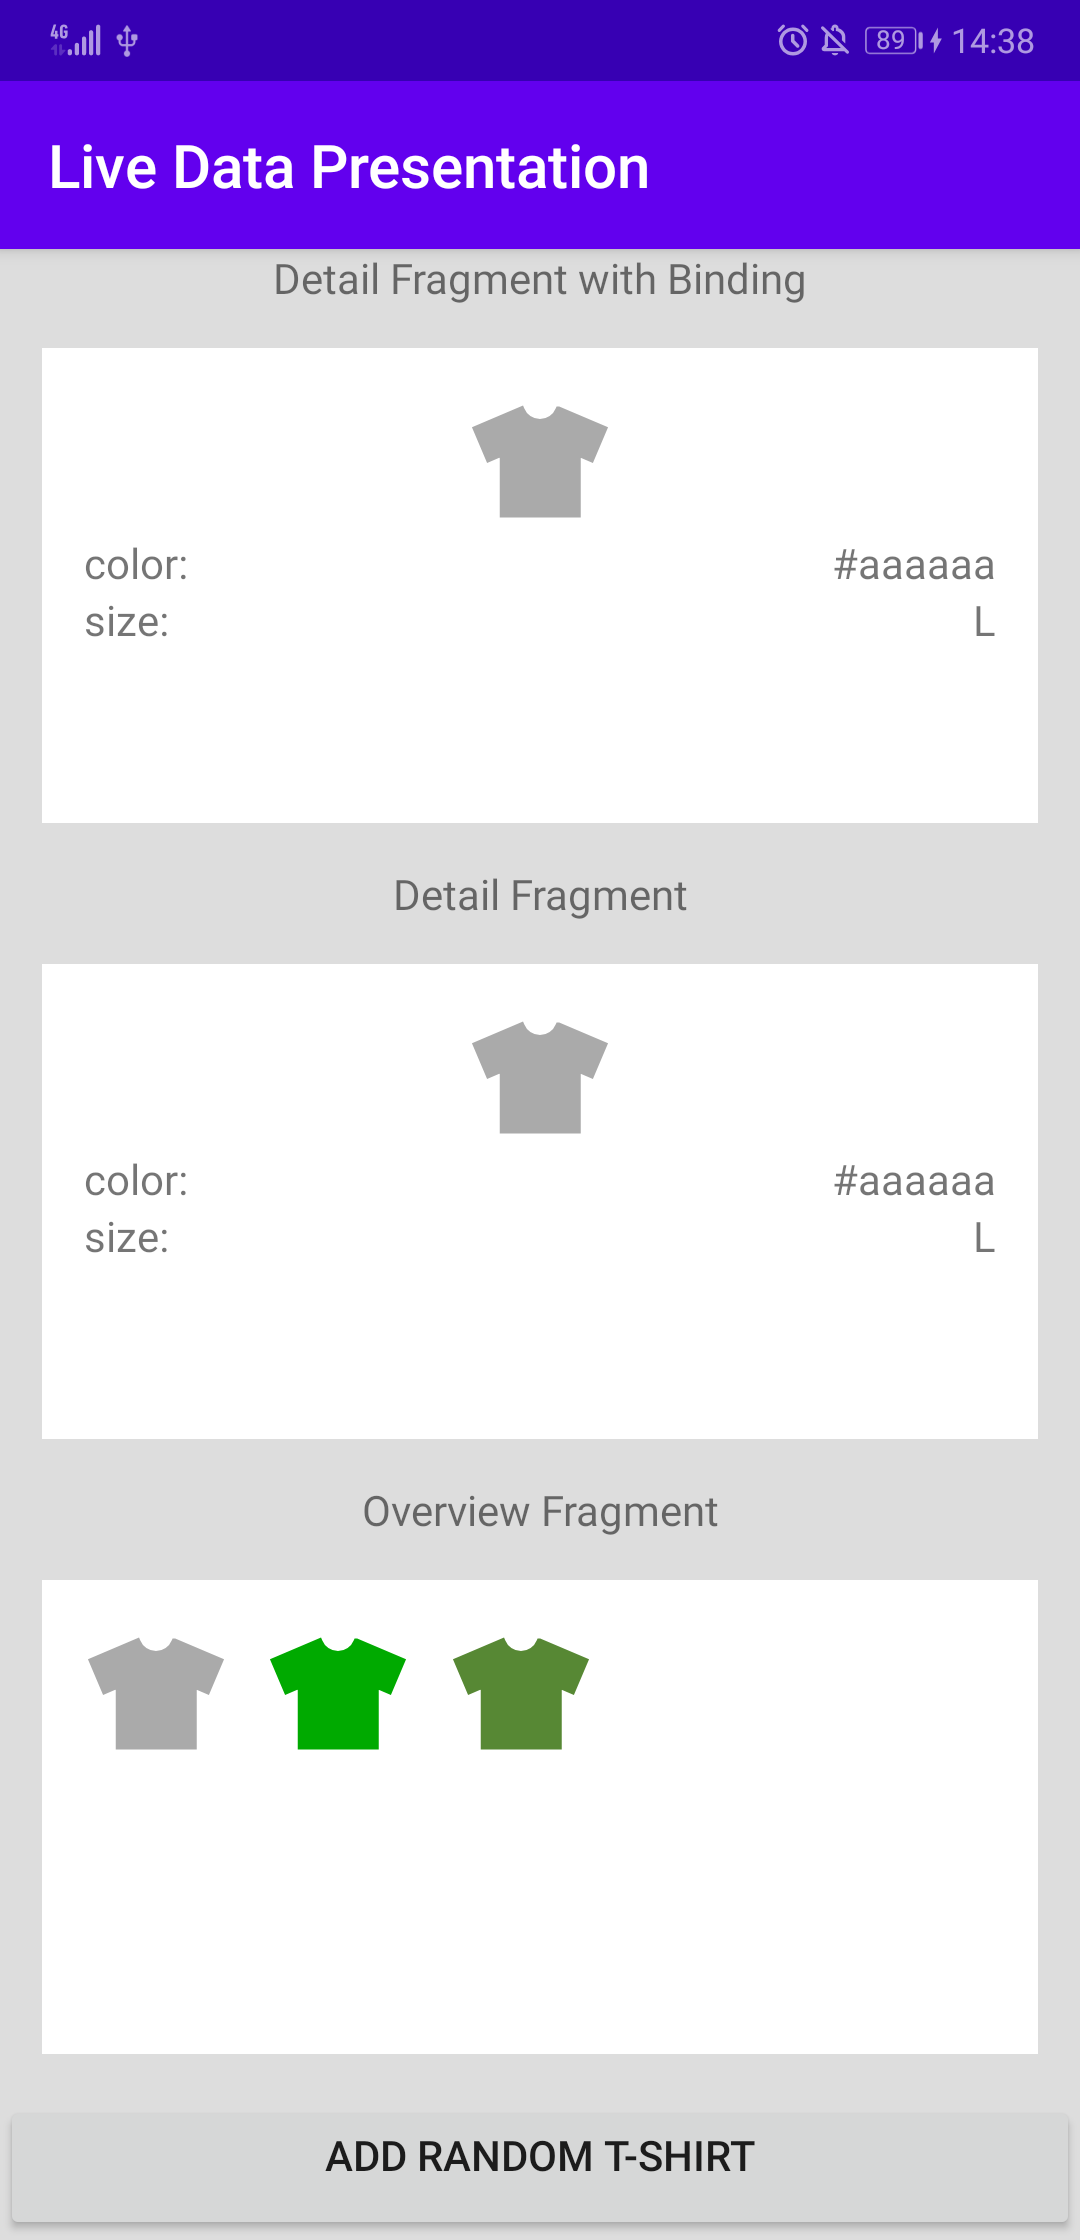 4G
89 14:38
Live Data Presentation
Detail Fragment with Binding
color: #aaaaaa
size: L
Detail Fragment
color: #aaaaaa
size: L
Overview Fragment
ADD RANDOM T-SHIRT